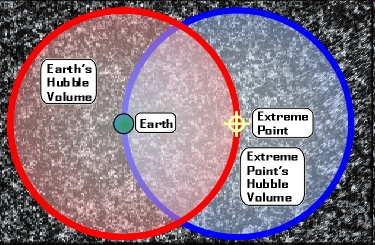 Earth's
Hubble
Volume
Earth
Extreme
Point
Extreme
Point's
Hubble
Volume